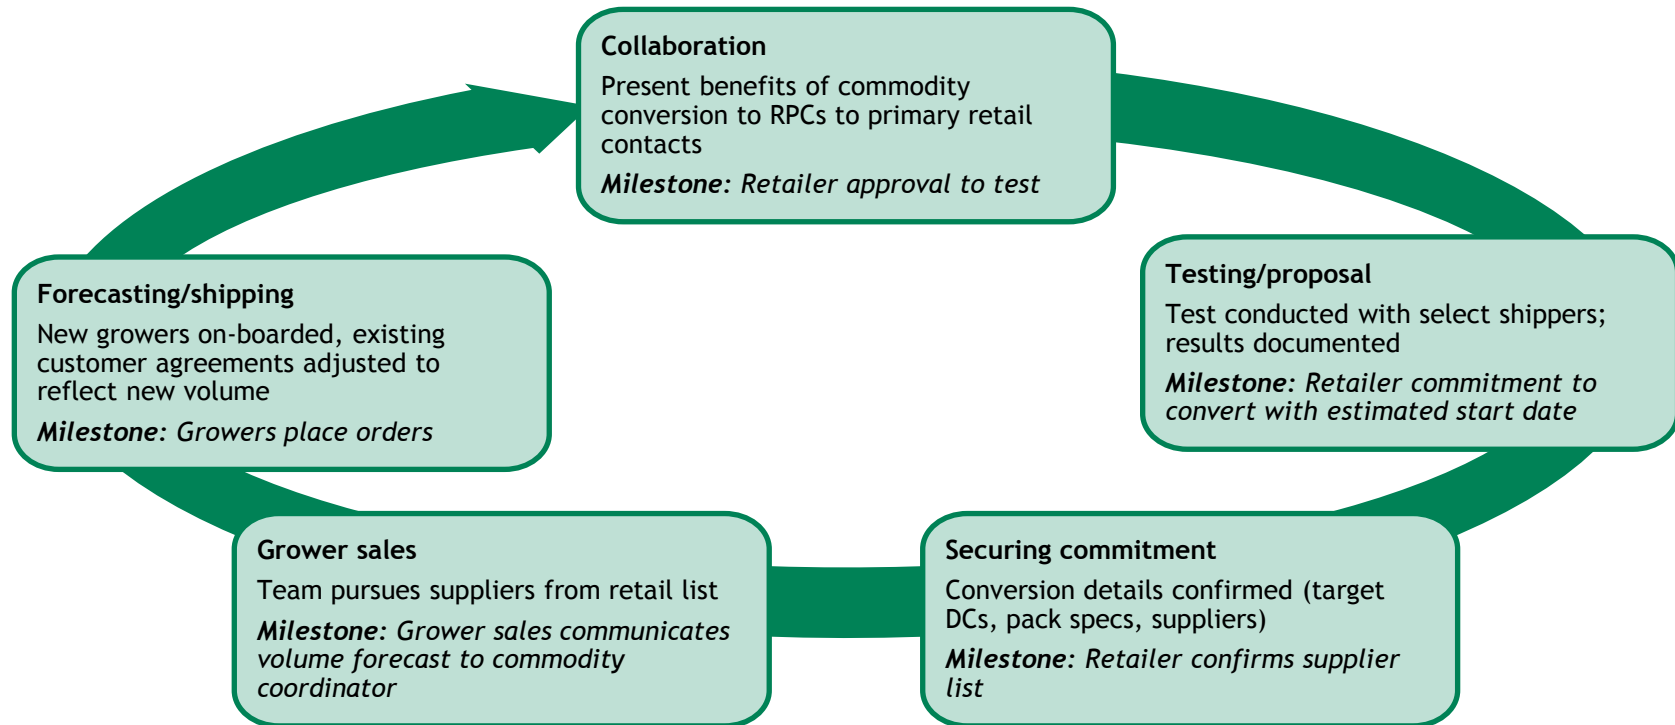 Collaboration
Present benefits of commodity
conversion to RPCs to primary retail
contacts
Milestone: Retailer approval to test
Testing/proposal
Test conducted with select shippers;
results documented
Milestone: Retailer commitment to
convert with estimated start date
Securing commitment
Conversion details confirmed (target
DCs, pack specs, suppliers)
Milestone: Retailer confirms supplier
list
Grower sales
Team pursues suppliers from retail list
Milestone: Grower sales communicates
volume forecast to commodity
coordinator
Forecasting/shipping
New growers on-boarded, existing
customer agreements adjusted to
reflect new volume
Milestone: Growers place orders